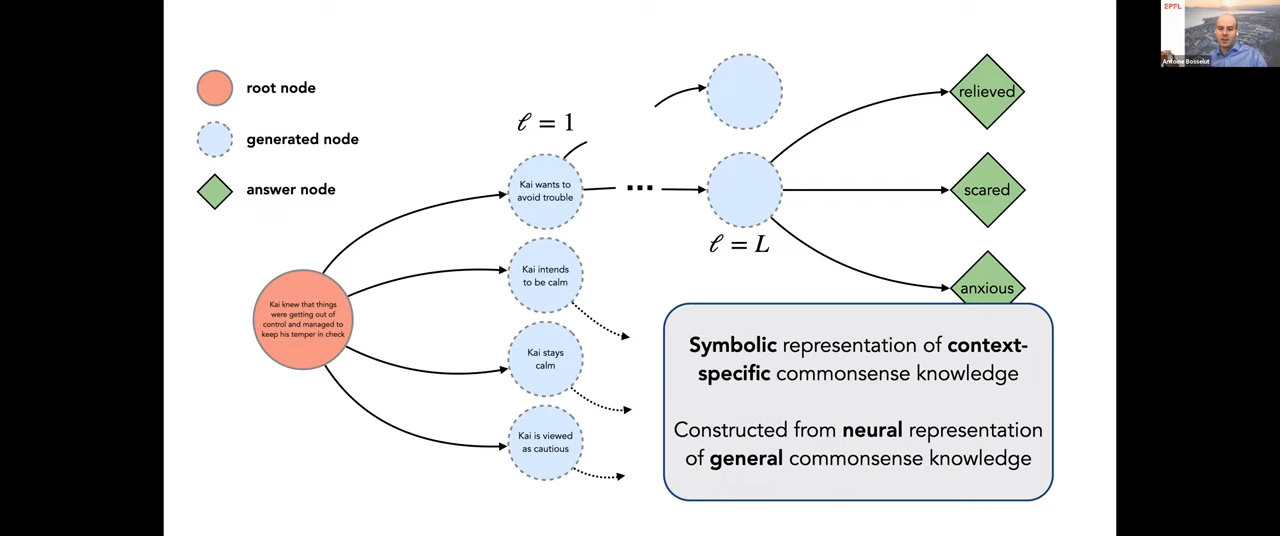 EPFL
Antoine Bosselut
root node
generated node
answer node
ℓ = 1
Kai wants to
avoid trouble
...
ℓ = L
relieved
scared
anxious
Kai intends
to be calm
Kai knew that things
were getting out of
control and managed to
keep his temper in check
Kai stays
calm
Kai is viewed
as cautious
Symbolic representation of context-
specific commonsense knowledge
Constructed from neural representation
of general commonsense knowledge